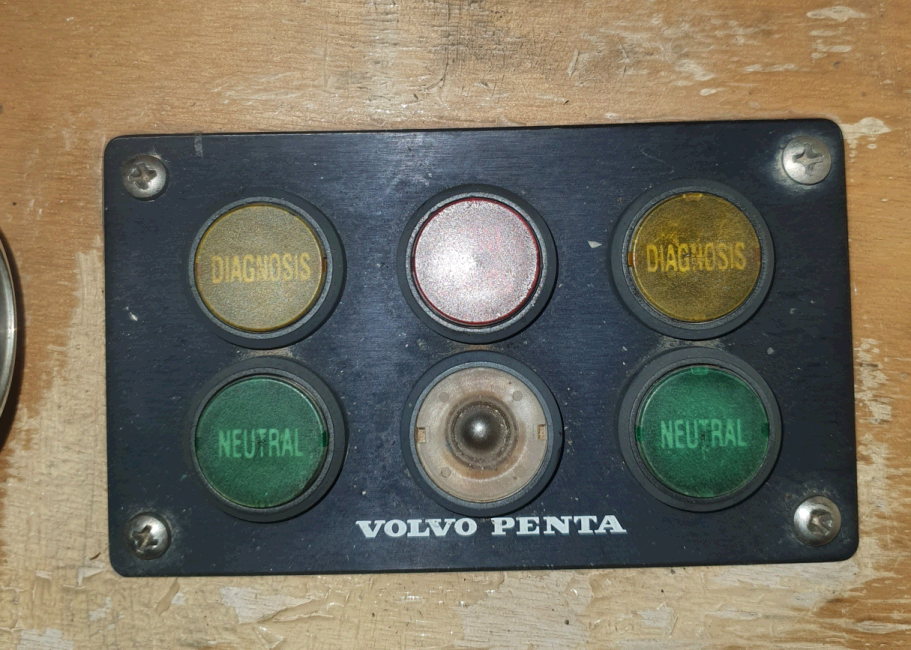 DIAGNOSIS DIAGNOSIS
NEUTRAL NEUTRAL
VOLVO PENTA